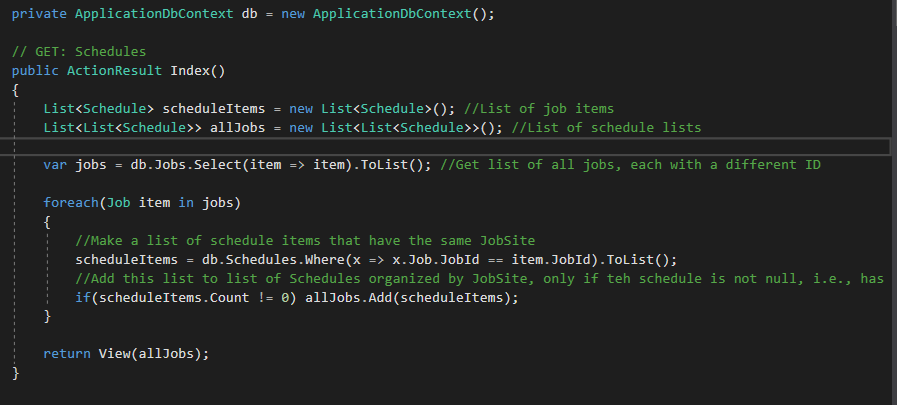 private ApplicationDbContext db = new ApplicationDbContext();
// GET: Schedules
public ActionResult Index()
{
List<Schedule> scheduleItems = new List<Schedule>(); //List of job items
List<List<Schedule>> allJobs = new List<List<Schedule>>(); //List of schedule lists
var jobs = db.Jobs.Select(item => item).ToList(); //Get list of all jobs, each with a different ID
foreach(Job item in jobs)
{
//Make a list of schedule items that have the same JobSite
scheduleItems = db.Schedules.Where(x => x.Job.JobId == item.JobId).ToList();
//Add this list to list of Schedules organized by JobSite, only if teh schedule is not null, i.e., has
if(scheduleItems.Count != 0) allJobs.Add(scheduleItems);
}
return View(allJobs);
}